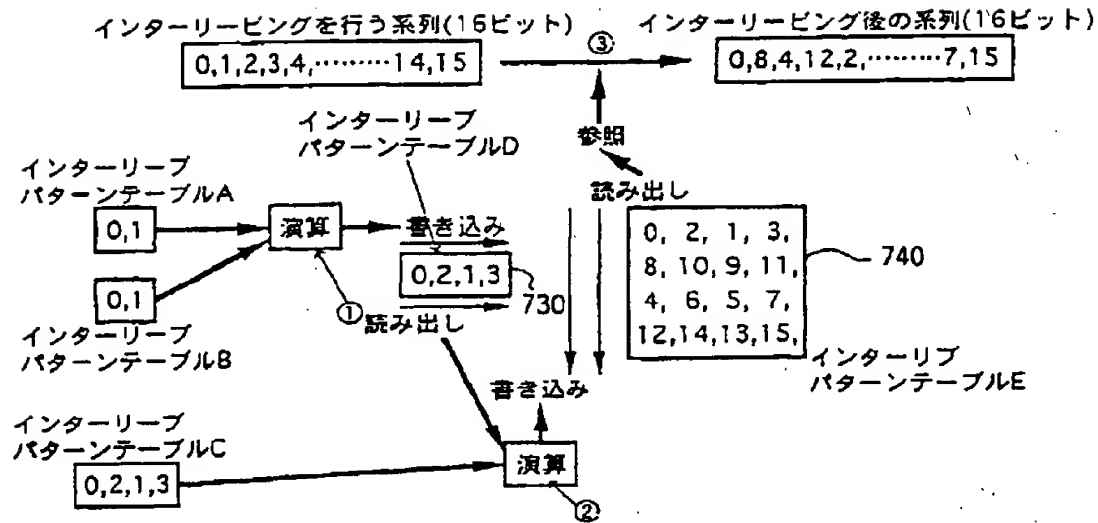 インターリービングを行う系列(16ビット)
0,1,2,3,4,………14,15
③
インターリービング後の系列(16ビット)
0,8,4,12,2,………7,15
参照
読み出し
インターリーブ
パターンテーブルD
インターリーブ
パターンテーブルA
0,1
演算
①
書き込み
0,2,1,3
730
読み出し
0,1
インターリーブ
パターンテーブルB
0, 2, 1, 3,
8, 10, 9, 11,
4, 6, 5, 7,
12,14,13,15,
740
インターリブ
パターンテーブルE
書き込み
インターリーブ
パターンテーブルC
0,2,1,3
演算
②